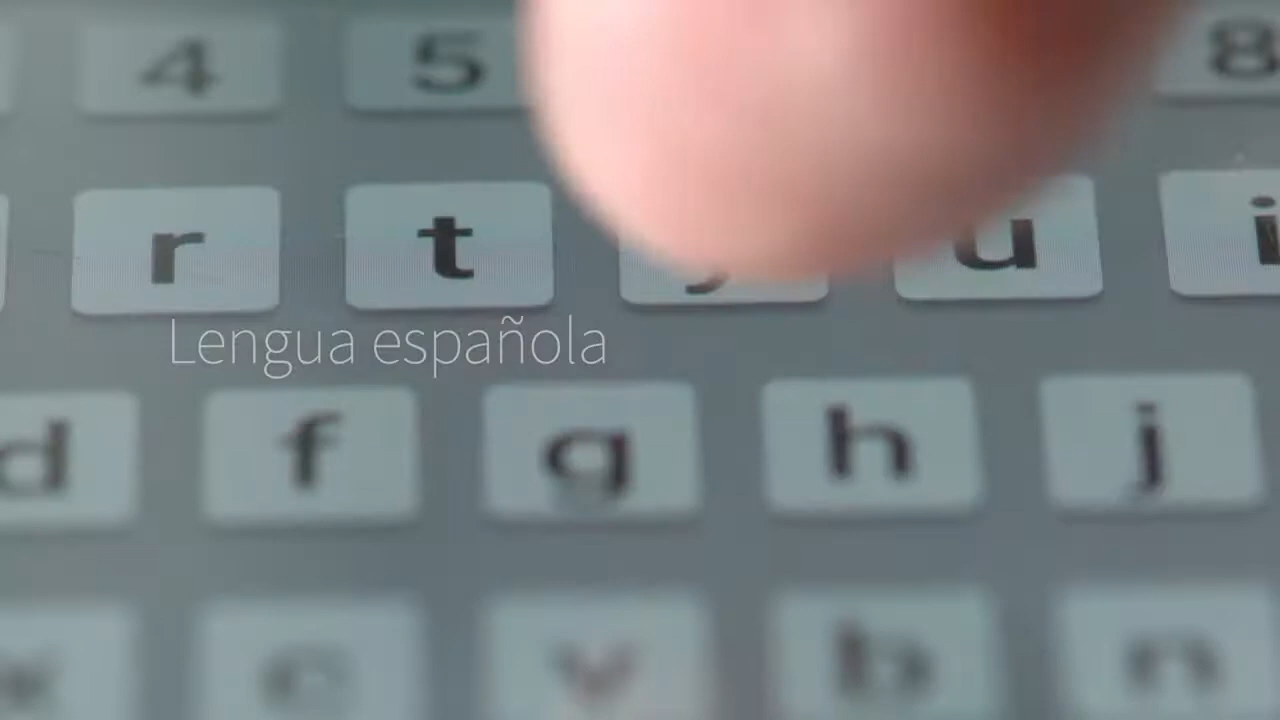 4 5 8
r t u i
Lengua española
d f g h j
c v b n